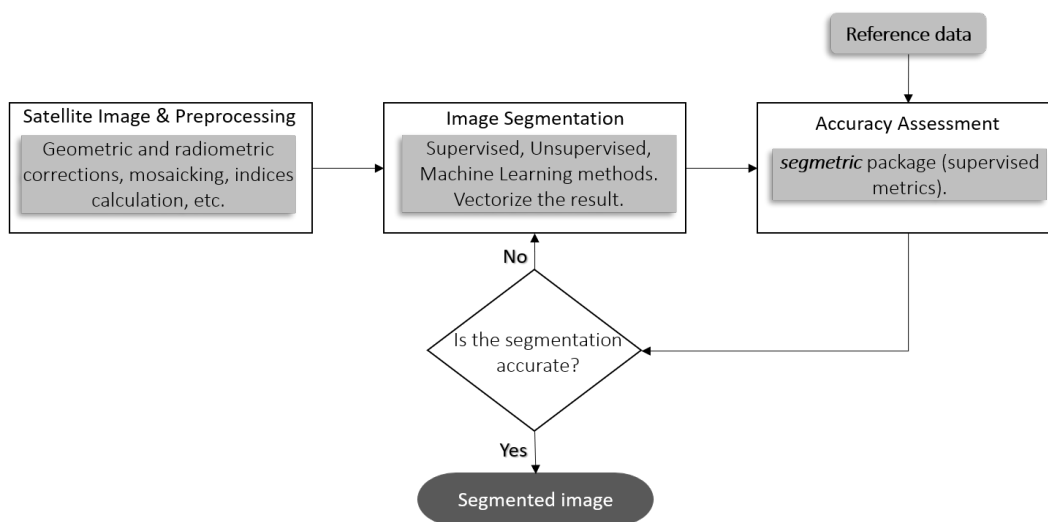 Reference data
Satellite Image & Preprocessing
Geometric and radiometric
corrections, mosaicking, indices
calculation, etc.
Image Segmentation
Supervised, Unsupervised,
Machine Learning methods.
Vectorize the result.
Accuracy Assessment
segmetric package (supervised
metrics).
No
Is the segmentation
accurate?
Yes
Segmented image